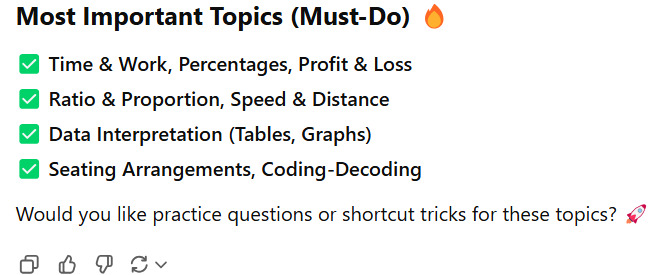 Most Important Topics (Must-Do) 🔥
✅ Time & Work, Percentages, Profit & Loss
✅ Ratio & Proportion, Speed & Distance
✅ Data Interpretation (Tables, Graphs)
✅ Seating Arrangements, Coding-Decoding
Would you like practice questions or shortcut tricks for these topics? 🚀